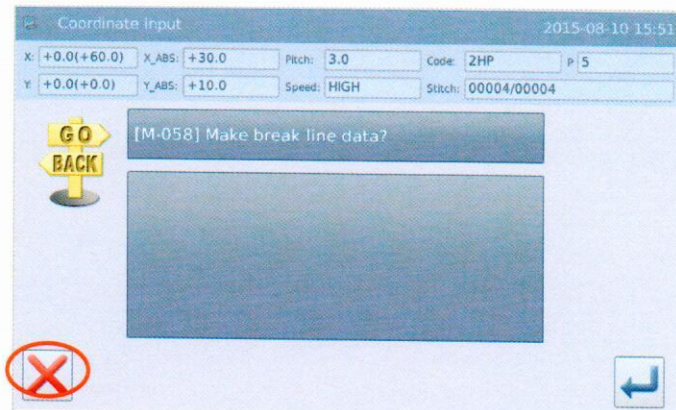 Coordinate Input 2015-08-10 15:51
X: +0.0(+60.0) X_ABS: +30.0 Pitch: 3.0 Code: 2HP P 5
Y: +0.0(+0.0) Y_ABS: +10.0 Speed: HIGH Stitch: 00004/00004
GO
BACK
[M-058] Make break line data?